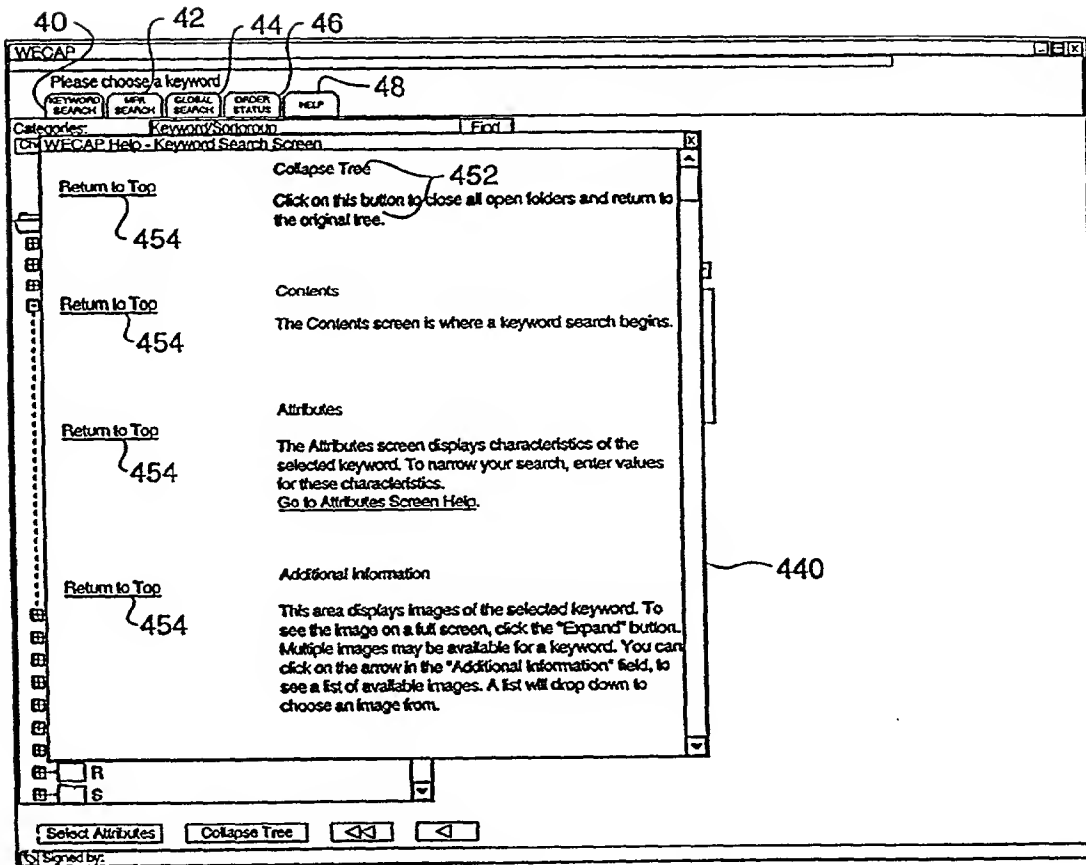 40 42 44 46
WECAP
Please choose a keyword
48
KEYWORD SEARCH MFR SEARCH GLOBAL SEARCH ORDER STATUS HELP
Categories: Keyword/Sodgroup Find
WECAP Help - Keyword Search Screen
Return to Top
454
Collapse Tree
452
Click on this button to close all open folders and return to
the original tree.
Return to Top
454
Contents
The Contents screen is where a keyword search begins.
Return to Top
454
Attributes
The Attributes screen displays characteristics of the
selected keyword. To narrow your search, enter values
for these characteristics.
Go to Attributes Screen Help.
Return to Top
454
Additional Information
440
This area displays images of the selected keyword. To
see the image on a full screen, click the "Expand" button.
Multiple images may be available for a keyword. You can
click on the arrow in the "Additional Information" field, to
see a list of available images. A list will drop down to
choose an image from.
R
S
Select Attributes Collapse Tree
Signed by: